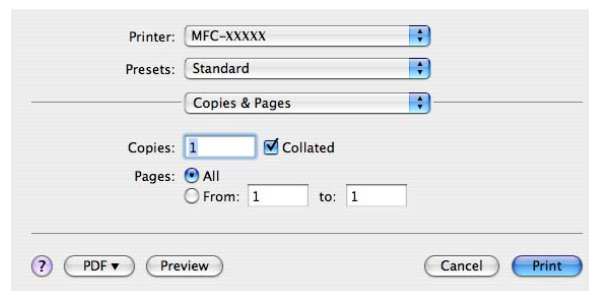 Printer: MFC-XXXXX
Presets: Standard
Copies & Pages
Copies: 1 Collated
Pages: All
From: 1 to: 1
? PDF▼ Preview Cancel Print